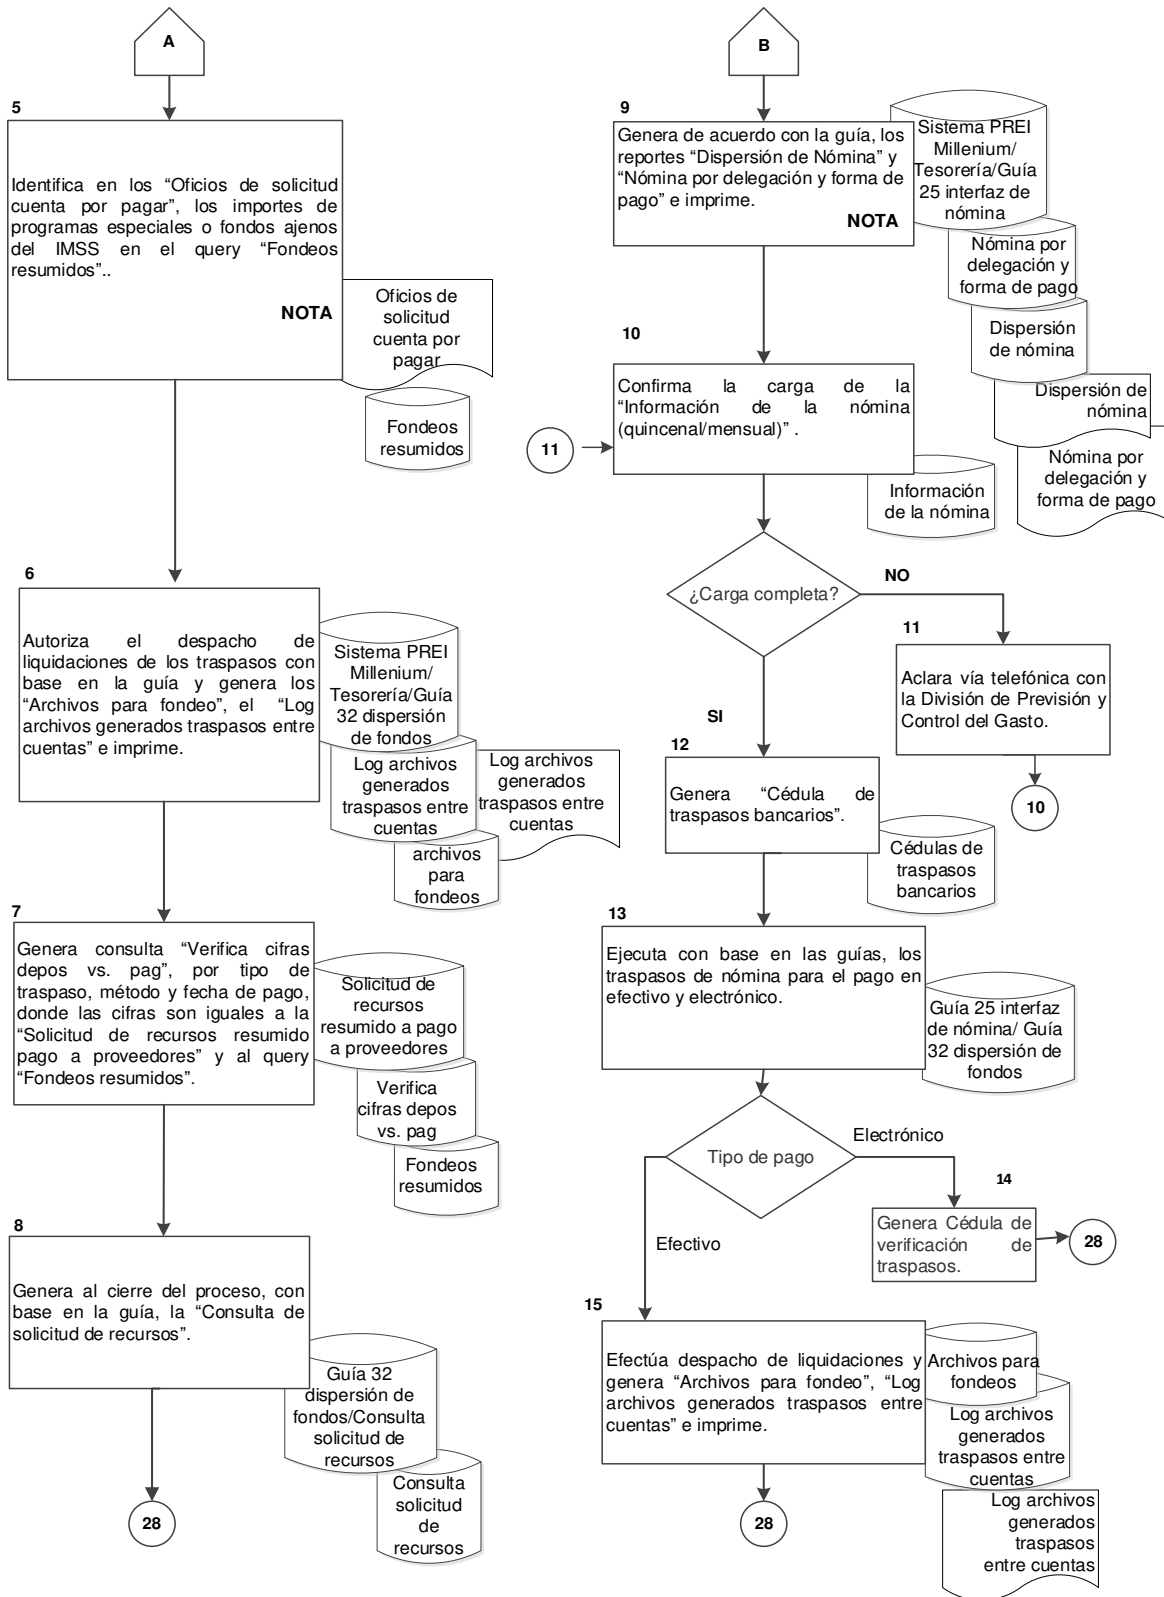 A
5
Identifica en los “Oficios de solicitud
cuenta por pagar”, los importes de
programas especiales o fondos ajenos
del IMSS en el query “Fondeos
resumidos”..
NOTA
Oficios de
solicitud
cuenta por
pagar
Fondeos
resumidos
6
Autoriza el despacho de
liquidaciones de los traspasos con
base en la guía y genera los
“Archivos para fondeo”, el “Log
archivos generados traspasos entre
cuentas” e imprime.
Sistema PREI
Millenium/
Tesorería/Guía
32 dispersión
de fondos
Log archivos
generados
traspasos entre
cuentas
Log archivos
generados
traspasos entre
cuentas
archivos
para
fondeos
7
Genera consulta “Verifica cifras
depos vs. pag”, por tipo de
traspaso, método y fecha de pago,
donde las cifras son iguales a la
“Solicitud de recursos resumido
pago a proveedores” y al query
“Fondeos resumidos”.
Solicitud de
recursos
resumido a pago
a proveedores
Verifica
cifras depos
vs. pag
Fondeos
resumidos
8
Genera al cierre del proceso, con
base en la guía, la “Consulta de
solicitud de recursos”.
Guía 32
dispersión de
fondos/Consulta
solicitud de
recursos
Consulta
solicitud
de
recursos
28
B
9
Genera de acuerdo con la guía, los
reportes “Dispersión de Nómina” y
“Nómina por delegación y forma de
pago” e imprime.
NOTA
Sistema PREI
Millenium/
Tesorería/Guía
25 interfaz de
nómina
Nómina por
delegación y
forma de pago
Dispersión
de nómina
Dispersión de
nómina
Nómina por
delegación y
forma de pago
10
Confirma la carga de la
“Información de la nómina
(quincenal/mensual)” .
11
Información
de la nómina
¿Carga completa?
NO
11
Aclara vía telefónica con
la División de Previsión y
Control del Gasto.
10
SI
12
Genera “Cédula de
traspasos bancarios”.
Cédulas de
traspasos
bancarios
13
Ejecuta con base en las guías, los
traspasos de nómina para el pago en
efectivo y electrónico.
Guía 25 interfaz
de nómina/ Guía
32 dispersión de
fondos
Tipo de pago
Electrónico
14
Genera Cédula de
verificación de
traspasos.
28
Efectivo
15
Efectúa despacho de liquidaciones y
genera “Archivos para fondeo”, “Log
archivos generados traspasos entre
cuentas” e imprime.
Archivos para
fondeos
Log archivos
generados
traspasos entre
cuentas
Log archivos
generados
traspasos
entre cuentas
28